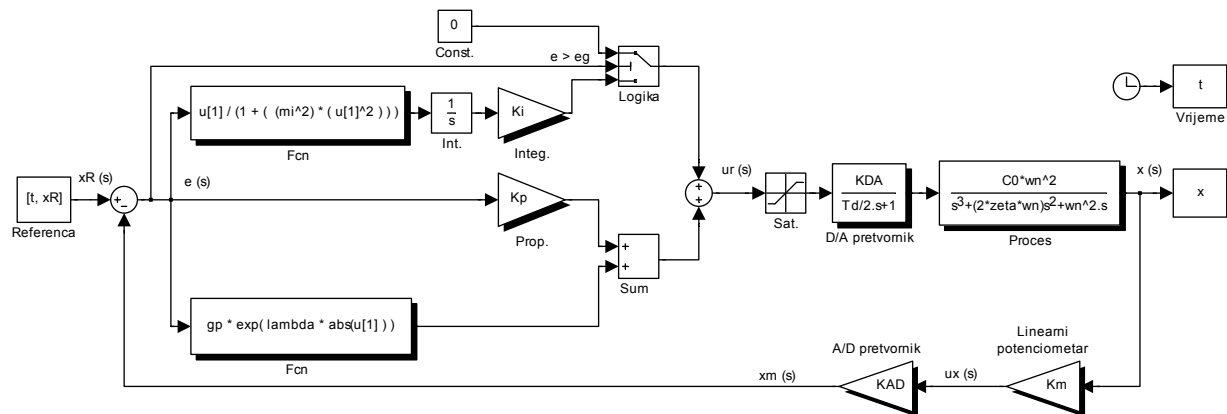 0
Const.
e > eg
Logika
t
Vrijeme
u[1] / (1 + ( (mi^2) * ( u[1]^2 ) ) )
Fcn
1
s
Int.
Ki
Integ.
xR (s)
[t, xR]
Referenca
+
−
e (s)
Kp
Prop.
+
+
ur (s)
Sat.
KDA
Td/2.s+1
D/A pretvornik
C0*wn^2
s³+(2*zeta*wn)s²+wn^2.s
Proces
x (s)
x
+
+
Sum
gp * exp( lambda * abs(u[1] ) )
Fcn
A/D pretvornik
KAD
xm (s)
ux (s)
Linearni
potenciometar
Km